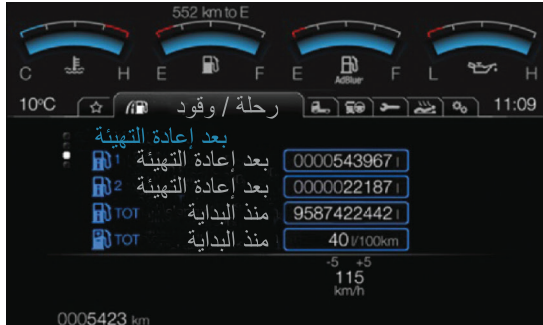 552 km to E
C H E F E AdBlue F L H
10°C رحلة / وقود 11:09
بعد إعادة التهيئة
1 بعد إعادة التهيئة 0000543967 l
2 بعد إعادة التهيئة 0000022187 l
TOT منذ البداية 9587422442 l
TOT منذ البداية 40 l/100km
-5 +5
115
km/h
0005423 km